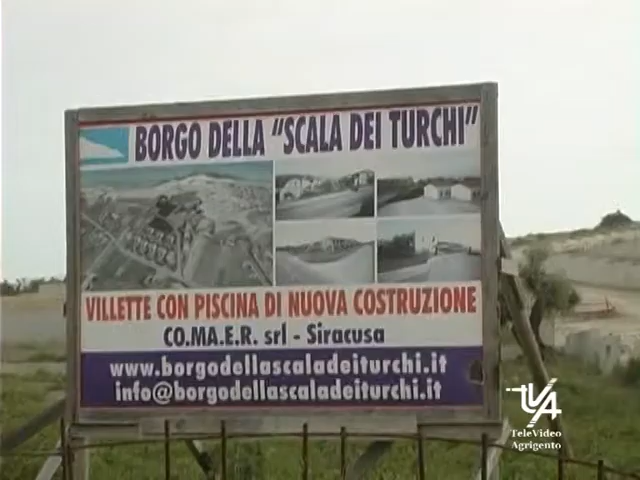 BORGO DELLA "SCALA DEI TURCHI"
VILLETTE CON PISCINA DI NUOVA COSTRUZIONE
CO.MA.E.R. srl - Siracusa
www.borgodellascaladeiturchi.it
info@borgodellascaladeiturchi.it
TVA
TeleVideo
Agrigento